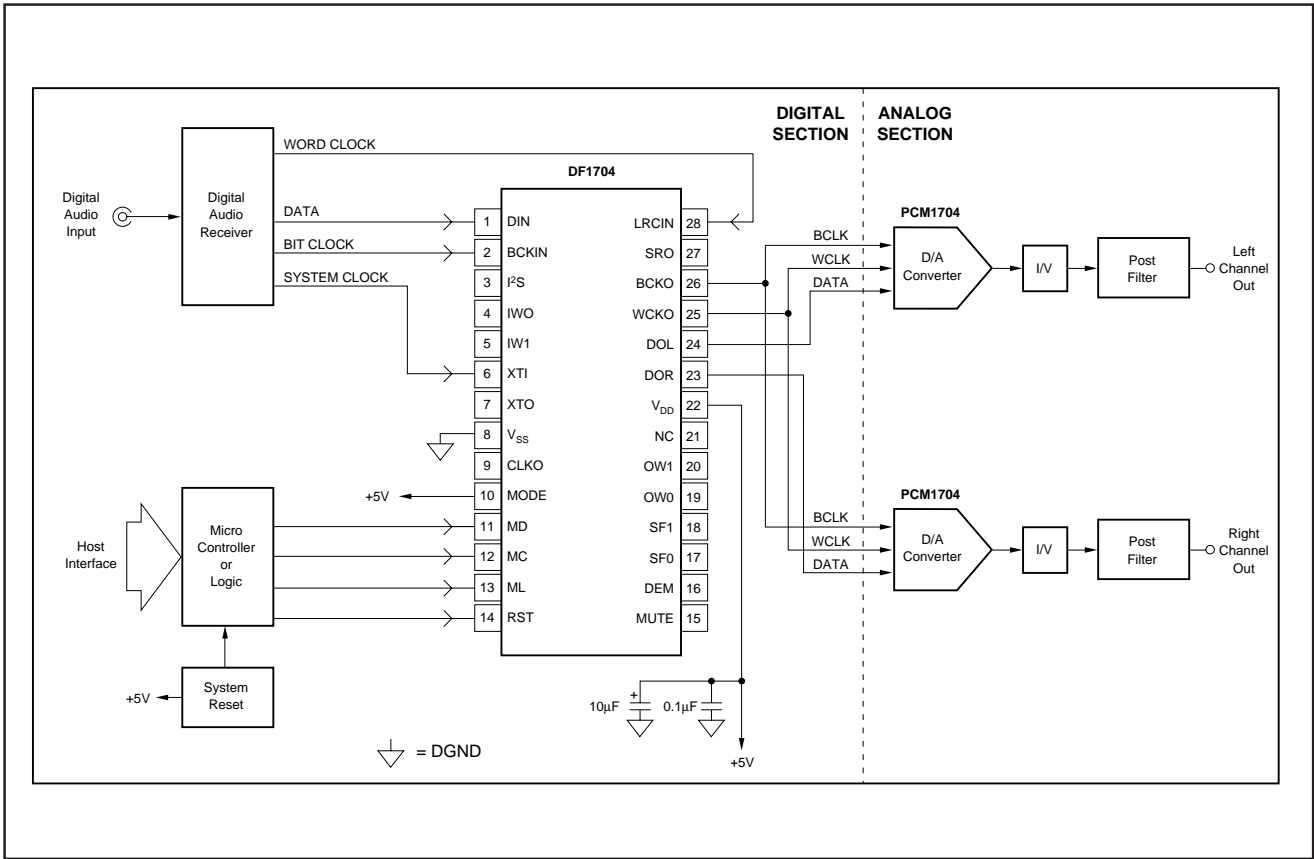 DIGITAL
SECTION
ANALOG
SECTION
WORD CLOCK
DF1704
Digital
Audio
Input
Digital
Audio
Receiver
DATA
BIT CLOCK
SYSTEM CLOCK
1 DIN
2 BCKIN
3 I²S
4 IWO
5 IW1
6 XTI
7 XTO
8 VSS
9 CLKO
+5V
10 MODE
11 MD
12 MC
13 ML
14 RST
LRCIN 28
SRO 27
BCKO 26
WCKO 25
DOL 24
DOR 23
VDD 22
NC 21
OW1 20
OW0 19
SF1 18
SF0 17
DEM 16
MUTE 15
PCM1704
BCLK
WCLK
DATA
D/A
Converter
I/V
Post
Filter
Left
Channel
Out
PCM1704
BCLK
WCLK
DATA
D/A
Converter
I/V
Post
Filter
Right
Channel
Out
Host
Interface
Micro
Controller
or
Logic
+5V
System
Reset
10µF
+
0.1µF
+5V
= DGND